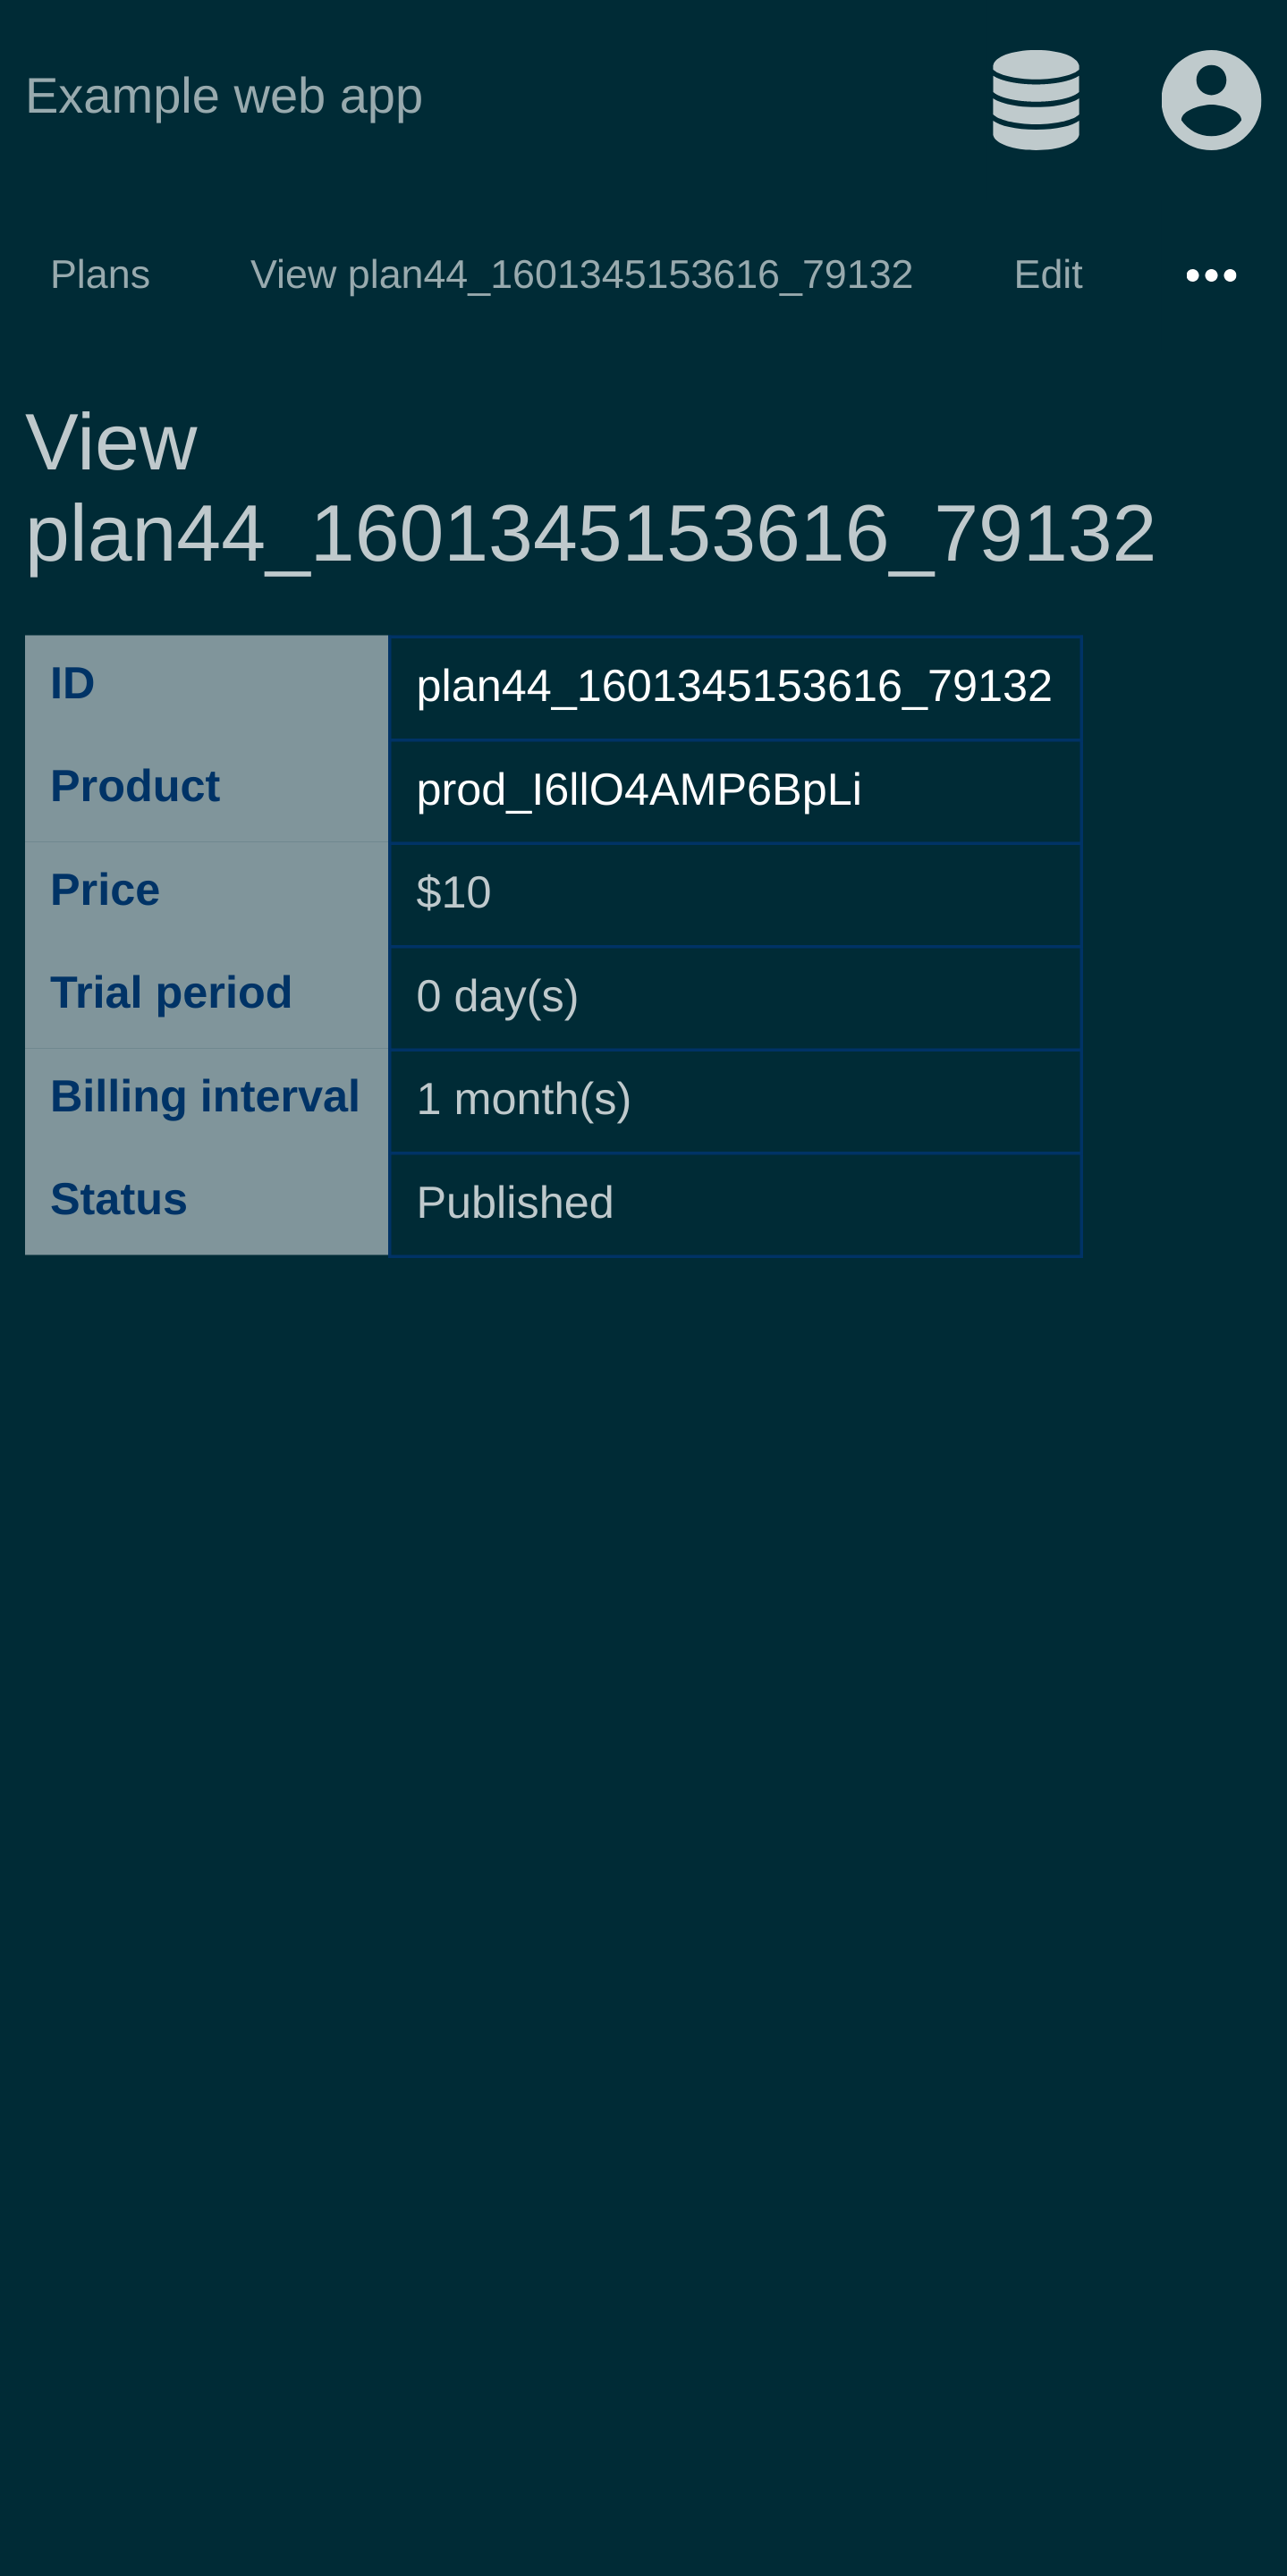 Example web app
Plans View plan44_1601345153616_79132 Edit
View
plan44_1601345153616_79132
ID plan44_1601345153616_79132
Product prod_I6llO4AMP6BpLi
Price $10
Trial period 0 day(s)
Billing interval 1 month(s)
Status Published